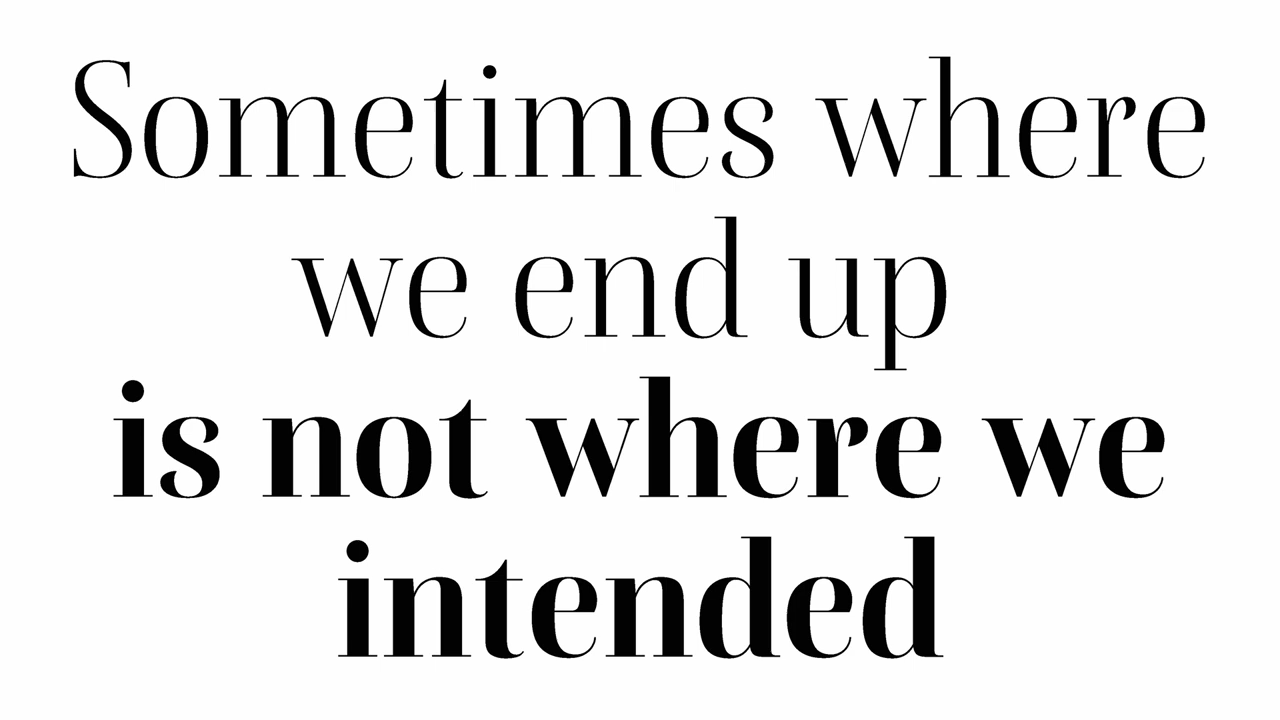 Sometimes where
we end up
is not where we
intended